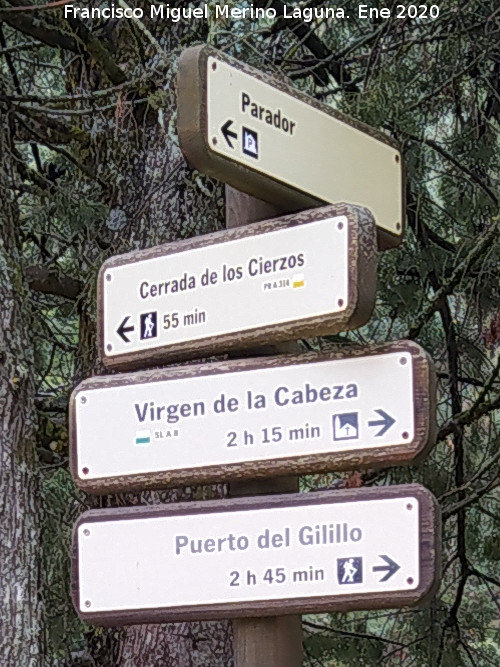 Francisco Miguel Merino Laguna. Ene 2020
Parador
Cerrada de los Cierzos
PR A 314
55 min
Virgen de la Cabeza
SL A 8
2 h 15 min
Puerto del Gilillo
2 h 45 min